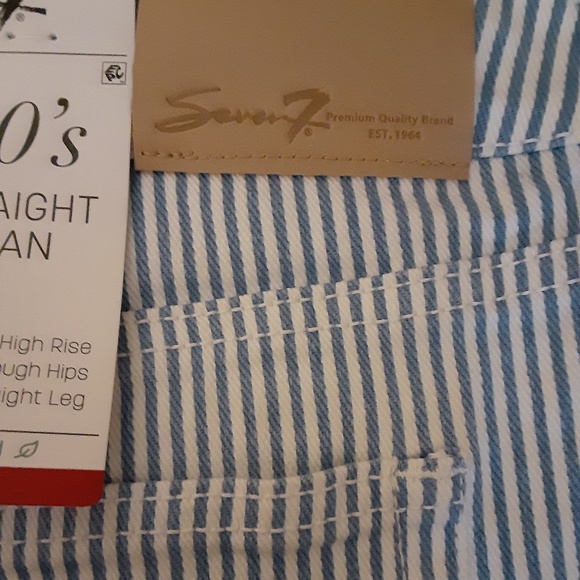 0's
AIGHT
AN
High Rise
ough Hips
ight Leg
Seven7®
Premium Quality Brand
EST. 1964